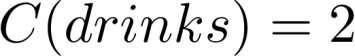 C(drinks) = 2